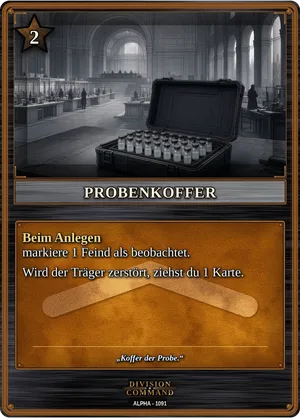 2
PROBENKOFFER
Beim Anlegen
markiere 1 Feind als beobachtet.
Wird der Träger zerstört, ziehst du 1 Karte.
„Koffer der Probe.”
DIVISION
COMMAND
ALPHA - 1091